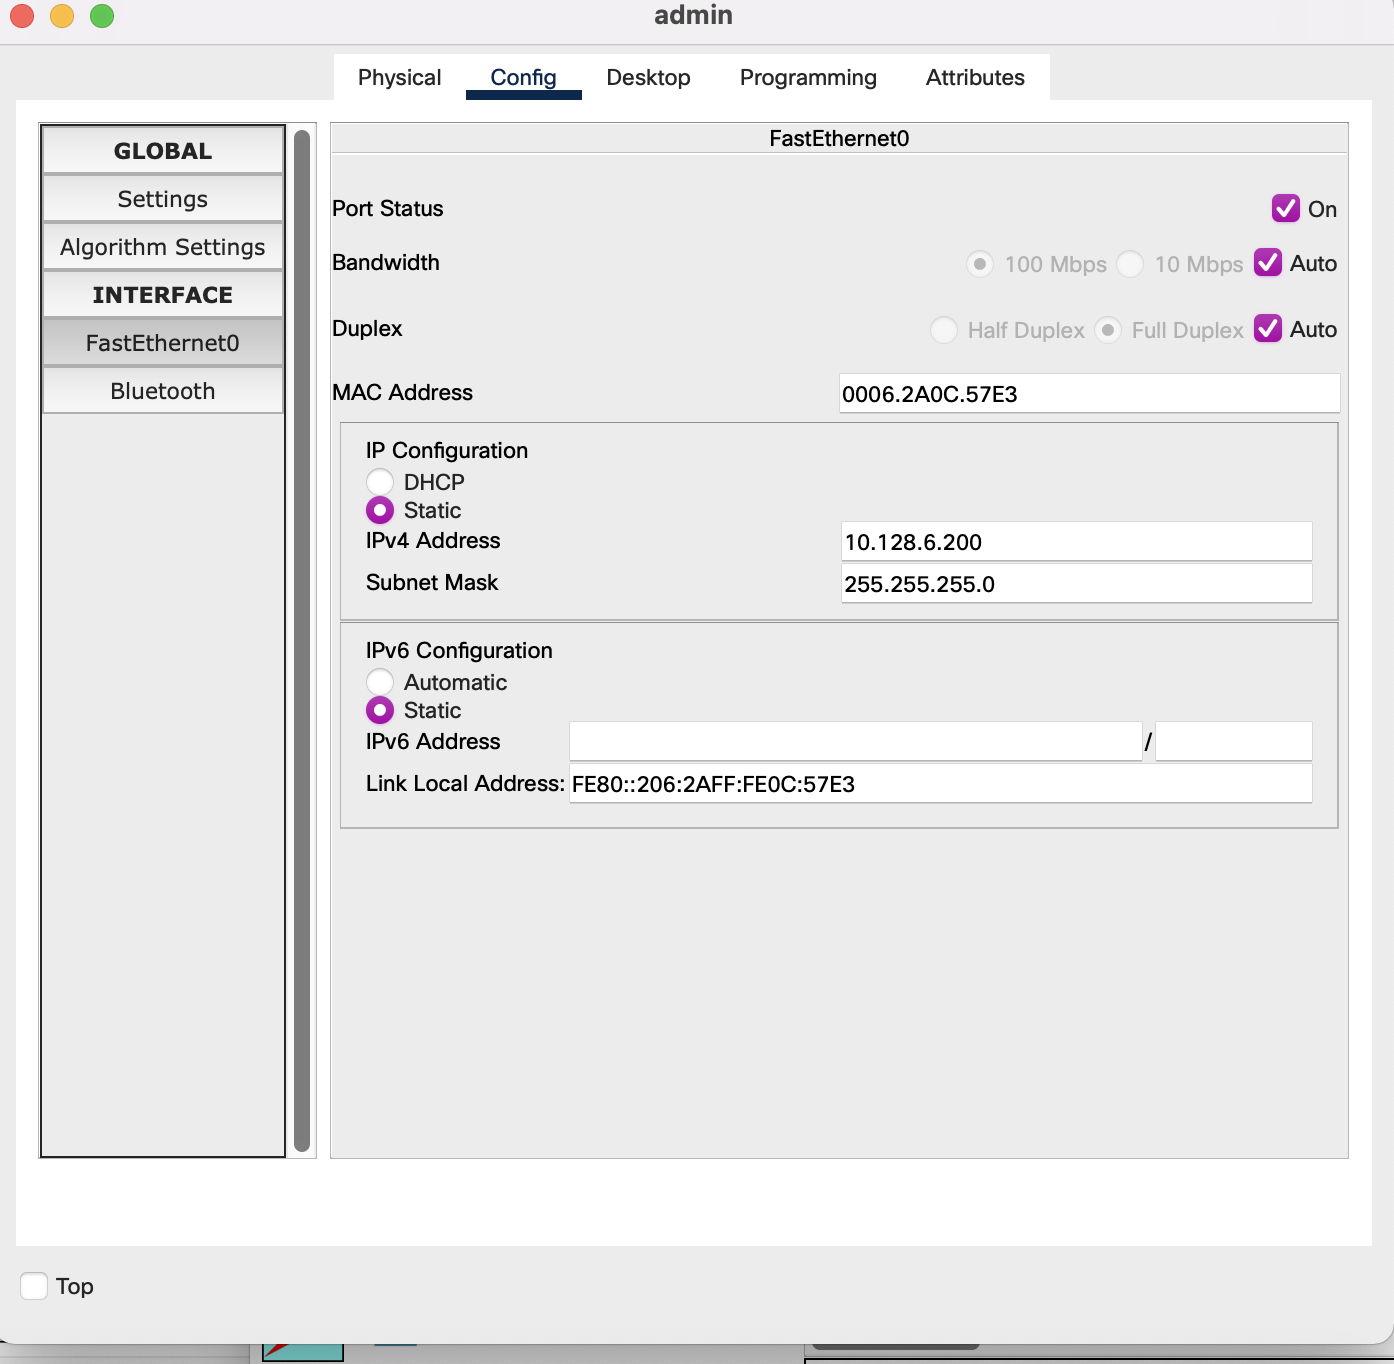 admin
Physical Config Desktop Programming Attributes
GLOBAL
Settings
Algorithm Settings
INTERFACE
FastEthernet0
Bluetooth
FastEthernet0
Port Status On
Bandwidth 100 Mbps 10 Mbps Auto
Duplex Half Duplex Full Duplex Auto
MAC Address 0006.2A0C.57E3
IP Configuration
DHCP
Static
IPv4 Address 10.128.6.200
Subnet Mask 255.255.255.0
IPv6 Configuration
Automatic
Static
IPv6 Address /
Link Local Address: FE80::206:2AFF:FE0C:57E3
Top